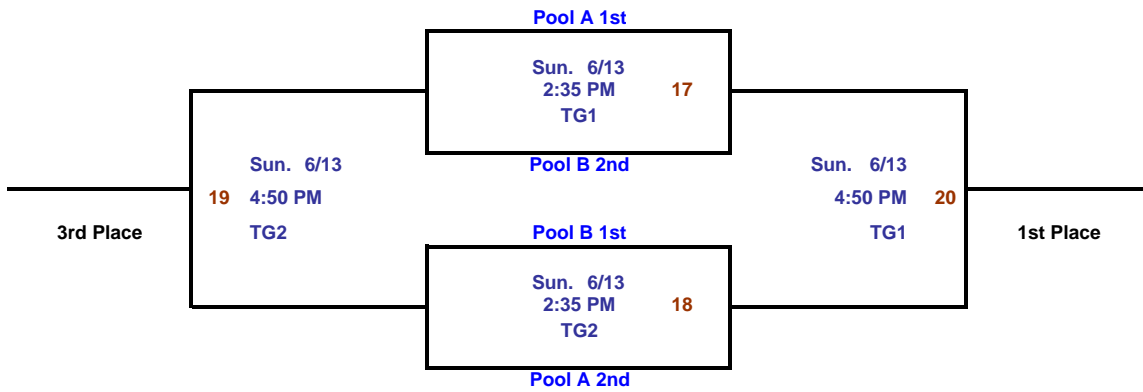 Pool A 1st
Sun. 6/13
2:35 PM 17
TG1
Pool B 2nd
Sun. 6/13
19 4:50 PM
TG2
3rd Place
Sun. 6/13
4:50 PM 20
TG1
1st Place
Pool B 1st
Sun. 6/13
2:35 PM 18
TG2
Pool A 2nd